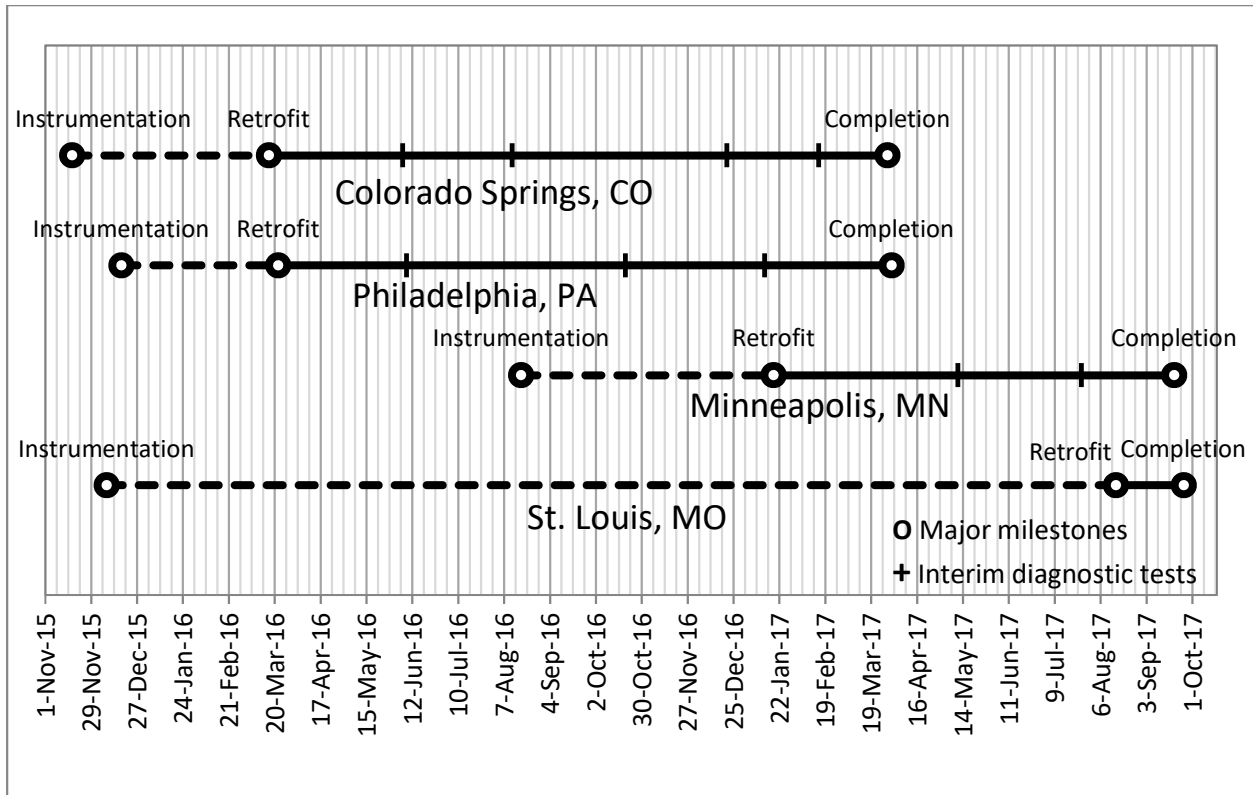 Instrumentation Retrofit Completion
Colorado Springs, CO
Instrumentation Retrofit Completion
Philadelphia, PA
Instrumentation Retrofit Completion
Minneapolis, MN
Instrumentation Retrofit Completion
St. Louis, MO
O Major milestones
+ Interim diagnostic tests
1-Nov-15
29-Nov-15
27-Dec-15
24-Jan-16
21-Feb-16
20-Mar-16
17-Apr-16
15-May-16
12-Jun-16
10-Jul-16
7-Aug-16
4-Sep-16
2-Oct-16
30-Oct-16
27-Nov-16
25-Dec-16
22-Jan-17
19-Feb-17
19-Mar-17
16-Apr-17
14-May-17
11-Jun-17
9-Jul-17
6-Aug-17
3-Sep-17
1-Oct-17